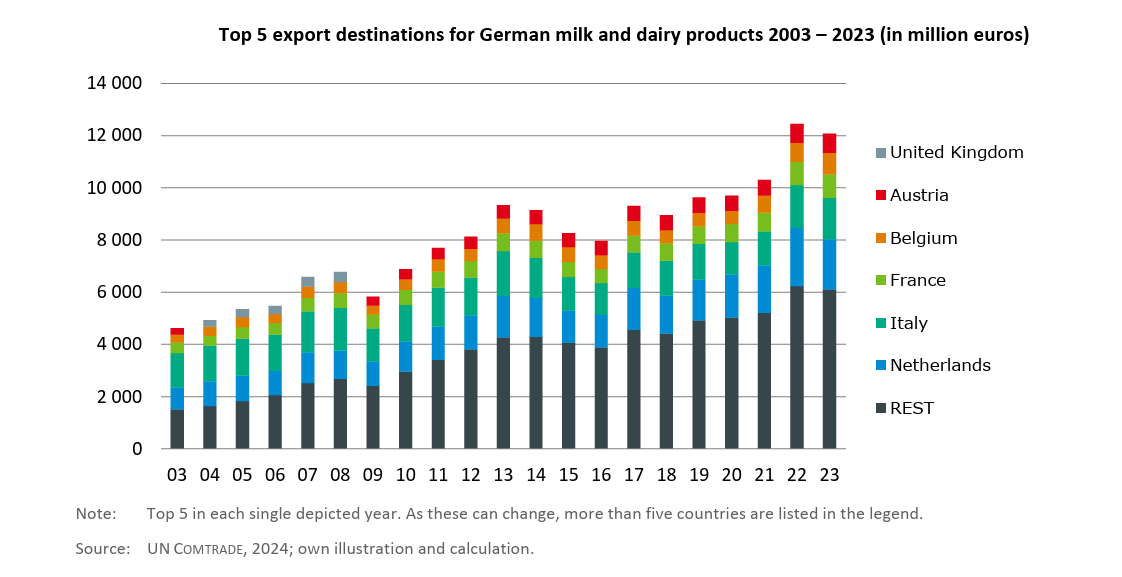 Top 5 export destinations for German milk and dairy products 2003 – 2023 (in million euros)
14 000
12 000
10 000
8 000
6 000
4 000
2 000
0
03 04 05 06 07 08 09 10 11 12 13 14 15 16 17 18 19 20 21 22 23
United Kingdom
Austria
Belgium
France
Italy
Netherlands
REST
Note: Top 5 in each single depicted year. As these can change, more than five countries are listed in the legend.
Source: UN COMTRADE, 2024; own illustration and calculation.